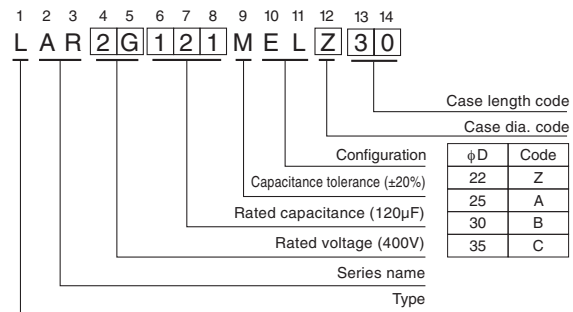 1 2 3 4 5 6 7 8 9 10 11 12 13 14
L A R 2 G 1 2 1 M E L Z 3 0
Case length code
Case dia. code
Configuration
Capacitance tolerance (±20%)
Rated capacitance (120µF)
Rated voltage (400V)
Series name
Type
ϕD Code
22 Z
25 A
30 B
35 C